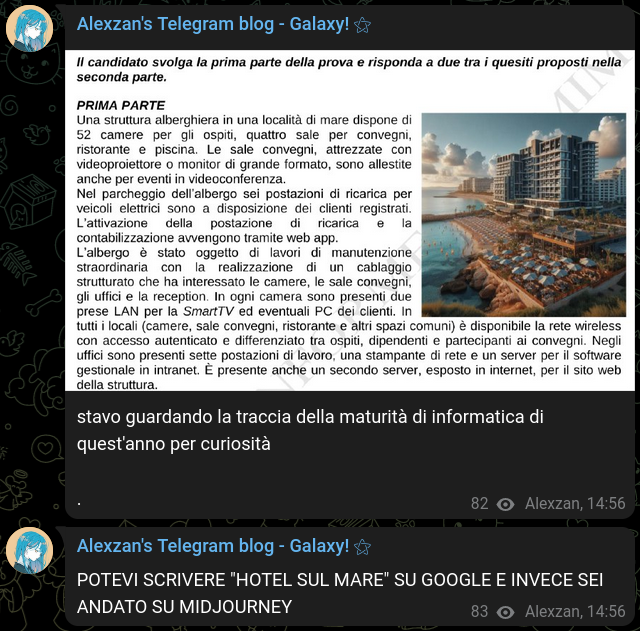 Alexzan's Telegram blog - Galaxy!
Il candidato svolga la prima parte della prova e risponda a due tra i quesiti proposti nella
seconda parte.
PRIMA PARTE
Una struttura alberghiera in una località di mare dispone di
52 camere per gli ospiti, quattro sale per convegni,
ristorante e piscina. Le sale convegni, attrezzate con
videoproiettore o monitor di grande formato, sono allestite
anche per eventi in videoconferenza.
Nel parcheggio dell'albergo sei postazioni di ricarica per
veicoli elettrici sono a disposizione dei clienti registrati.
L'attivazione della postazione di ricarica e la
contabilizzazione avvengono tramite web app.
L'albergo è stato oggetto di lavori di manutenzione
straordinaria con la realizzazione di un cablaggio
strutturato che ha interessato le camere, le sale convegni,
gli uffici e la reception. In ogni camera sono presenti due
prese LAN per la SmartTV ed eventuali PC dei clienti. In
tutti i locali (camere, sale convegni, ristorante e altri spazi comuni) è disponibile la rete wireless
con accesso autenticato e differenziato tra ospiti, dipendenti e partecipanti ai convegni. Negli
uffici sono presenti sette postazioni di lavoro, una stampante di rete e un server per il software
gestionale in intranet. È presente anche un secondo server, esposto in internet, per il sito web
della struttura.
stavo guardando la traccia della maturità di informatica di
quest'anno per curiosità
.
82 Alexzan, 14:56
Alexzan's Telegram blog - Galaxy!
POTEVI SCRIVERE "HOTEL SUL MARE" SU GOOGLE E INVECE SEI
ANDATO SU MIDJOURNEY
83 Alexzan, 14:56